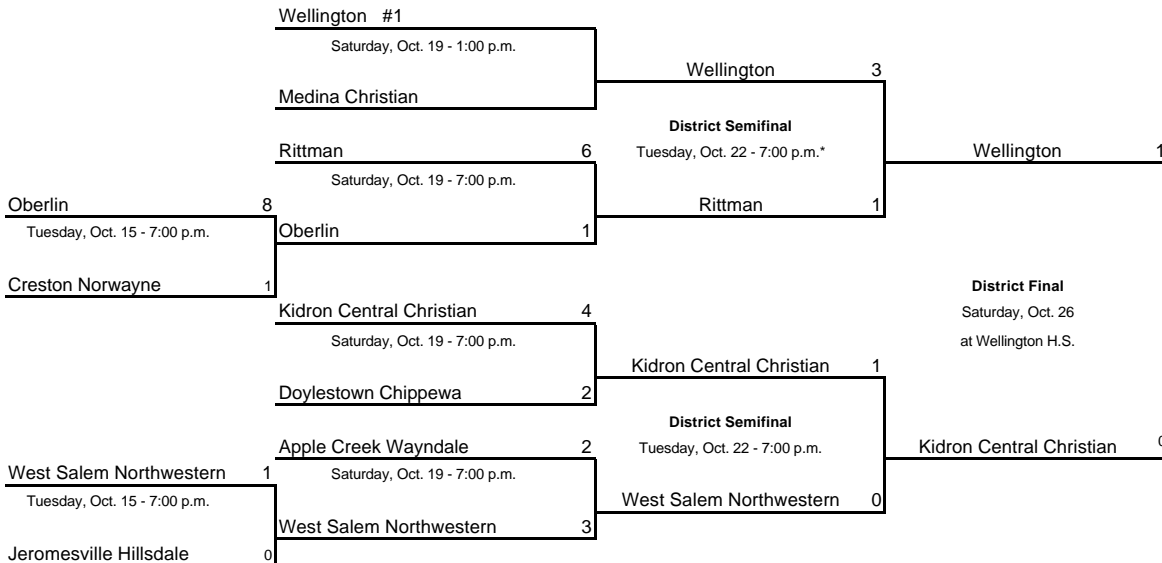 Wellington #1
Saturday, Oct. 19 - 1:00 p.m.
Wellington 3
Medina Christian
District Semifinal
Rittman 6
Tuesday, Oct. 22 - 7:00 p.m.*
Wellington 1
Saturday, Oct. 19 - 7:00 p.m.
Oberlin 8
Rittman 1
Tuesday, Oct. 15 - 7:00 p.m.
Oberlin 1
Creston Norwayne 1
District Final
Kidron Central Christian 4
Saturday, Oct. 26
Saturday, Oct. 19 - 7:00 p.m.
at Wellington H.S.
Kidron Central Christian 1
Doylestown Chippewa 2
District Semifinal
Apple Creek Wayndale 2
Tuesday, Oct. 22 - 7:00 p.m.
Kidron Central Christian 0
West Salem Northwestern 1
Saturday, Oct. 19 - 7:00 p.m.
Tuesday, Oct. 15 - 7:00 p.m.
West Salem Northwestern 0
West Salem Northwestern 3
Jeromesville Hillsdale 0